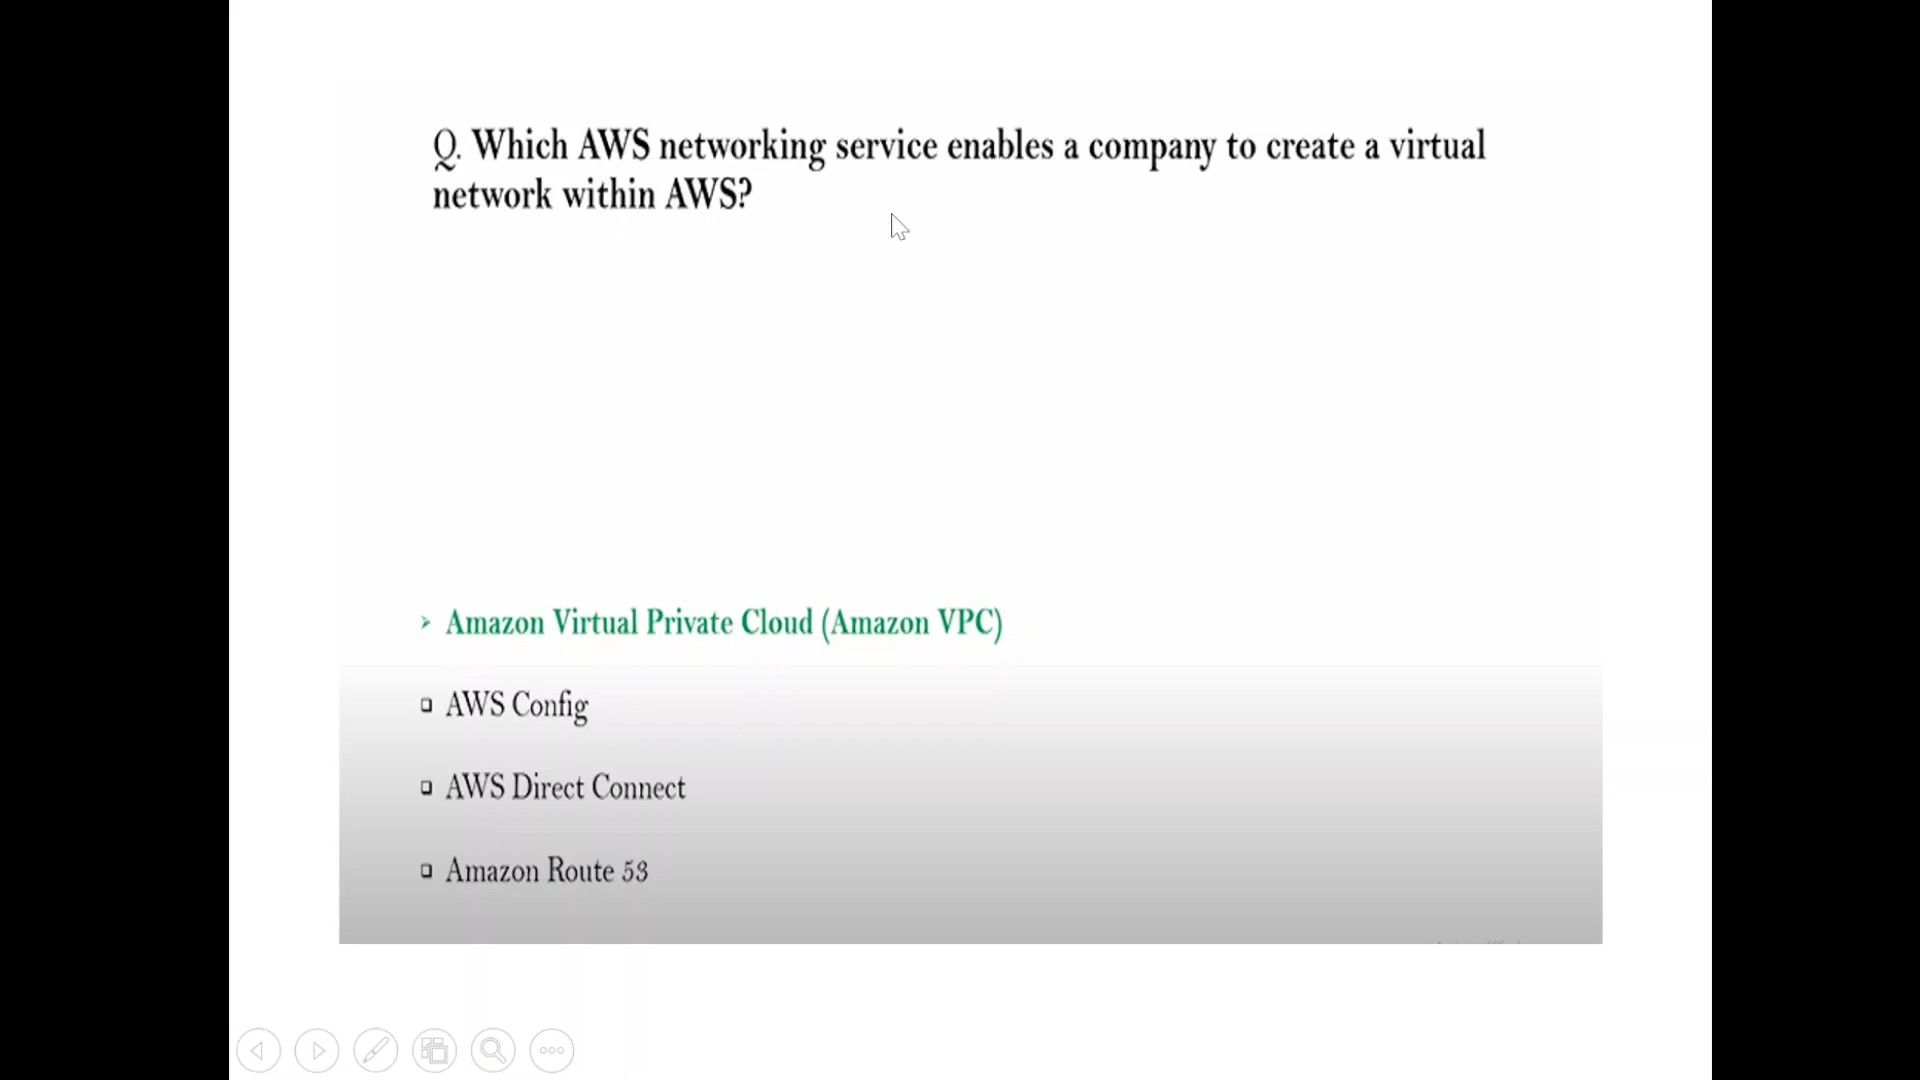 Q. Which AWS networking service enables a company to create a virtual
network within AWS?
Amazon Virtual Private Cloud (Amazon VPC)
AWS Config
AWS Direct Connect
Amazon Route 53